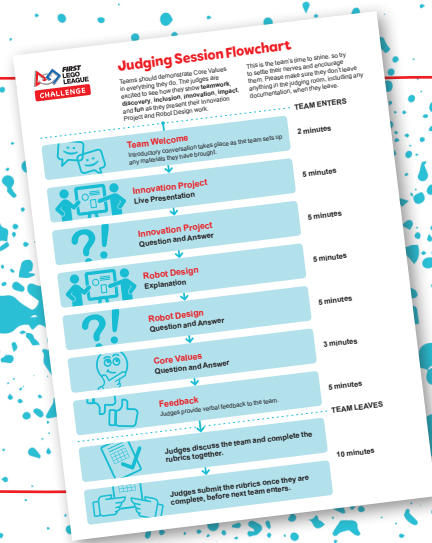 FIRST
LEGO
LEAGUE
CHALLENGE
Judging Session Flowchart
Teams should demonstrate Core Values
in everything they do. The judges are
excited to see how they show teamwork,
discovery, inclusion, innovation, impact,
and fun as they present their Innovation
Project and Robot Design work.
This is the team's time to shine, so try
to settle their nerves and encourage
them. Please make sure they don't leave
anything in the judging room, including any
documentation, when they leave.
TEAM ENTERS
Team Welcome
Introductory conversation takes place as the team sets up
any materials they have brought.
2 minutes
Innovation Project
Live Presentation
5 minutes
Innovation Project
Question and Answer
5 minutes
Robot Design
Explanation
5 minutes
Robot Design
Question and Answer
5 minutes
Core Values
Question and Answer
3 minutes
Feedback
Judges provide verbal feedback to the team.
5 minutes
TEAM LEAVES
Judges discuss the team and complete the
rubrics together.
10 minutes
Judges submit the rubrics once they are
complete, before next team enters.